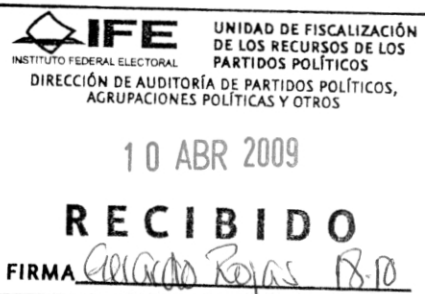 IFE
INSTITUTO FEDERAL ELECTORAL
UNIDAD DE FISCALIZACIÓN
DE LOS RECURSOS DE LOS
PARTIDOS POLÍTICOS
DIRECCIÓN DE AUDITORÍA DE PARTIDOS POLÍTICOS,
AGRUPACIONES POLÍTICAS Y OTROS
10 ABR 2009
RECIBIDO
FIRMA Gerardo Rojas 18:10